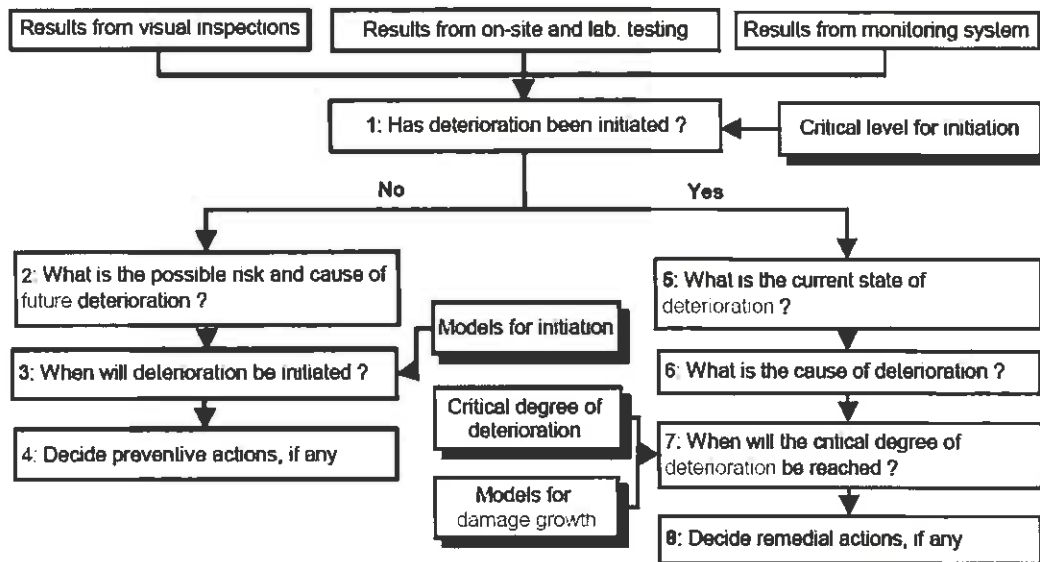 Results from visual inspections
Results from on-site and lab. testing
Results from monitoring system
1: Has deterioration been initiated ?
Critical level for initiation
No
Yes
2: What is the possible risk and cause of
future deterioration ?
5: What is the current state of
deterioration ?
Models for initiation
3: When will deterioration be initiated ?
6: What is the cause of deterioration ?
Critical degree of
deterioration
4: Decide preventive actions, if any
7: When will the critical degree of
deterioration be reached ?
Models for
damage growth
8: Decide remedial actions, if any